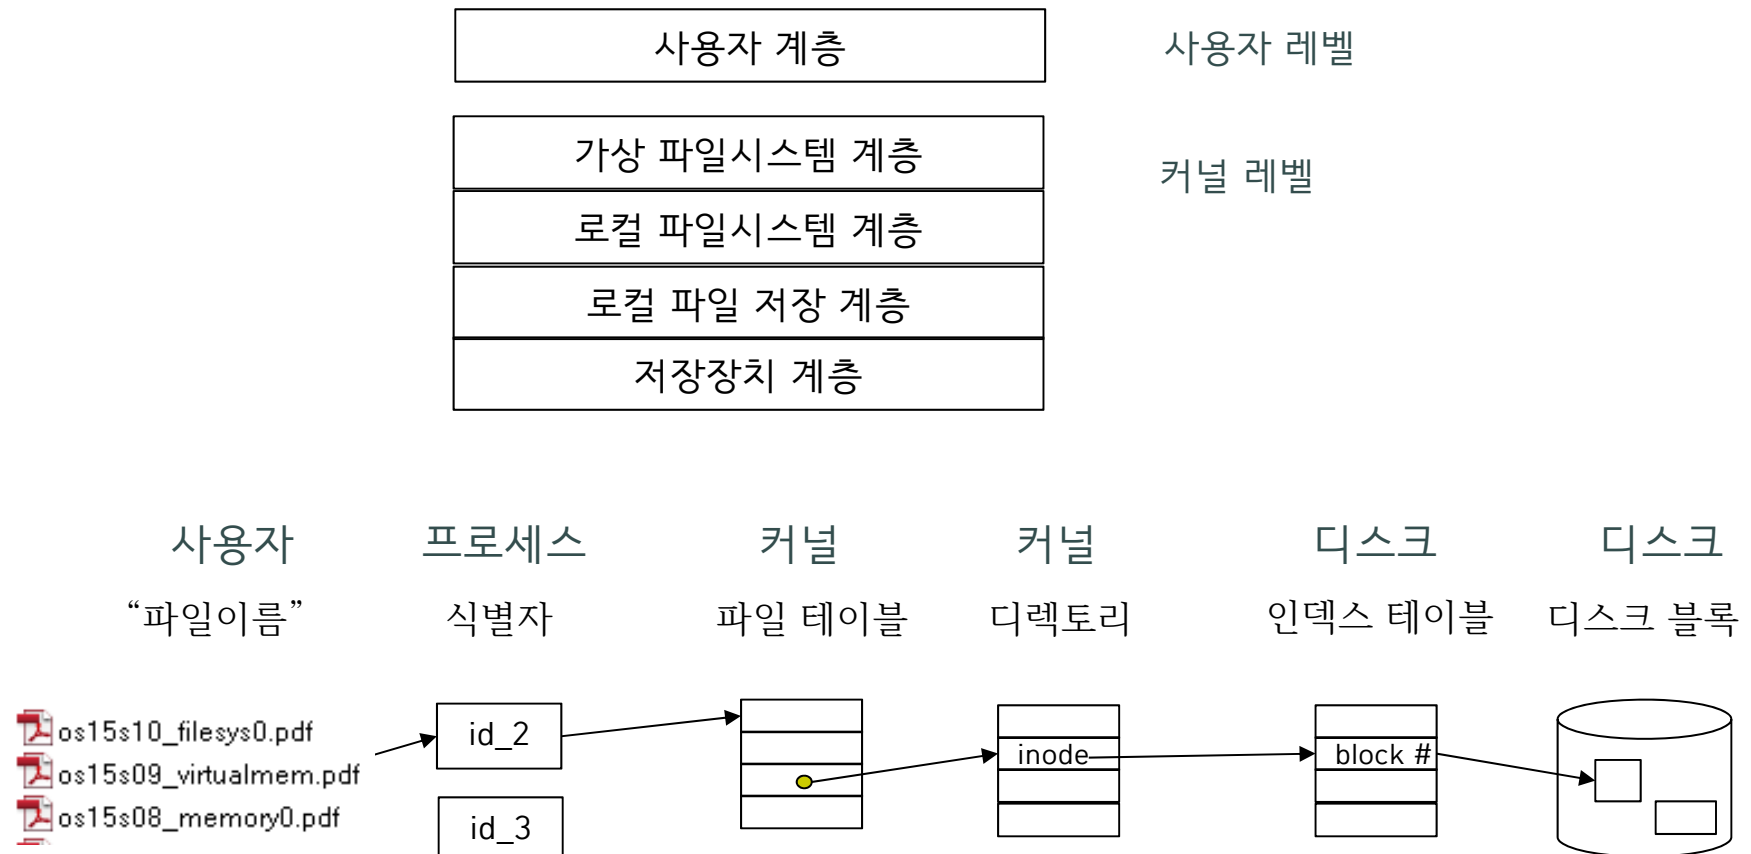 사용자 계층
사용자 레벨
가상 파일시스템 계층
커널 레벨
로컬 파일시스템 계층
로컬 파일 저장 계층
저장장치 계층
사용자 프로세스 커널 커널 디스크 디스크
“파일이름” 식별자 파일 테이블 디렉토리 인덱스 테이블 디스크 블록
os15s10_filesys0.pdf
os15s09_virtualmem.pdf
os15s08_memory0.pdf
id_2
id_3
inode
block #